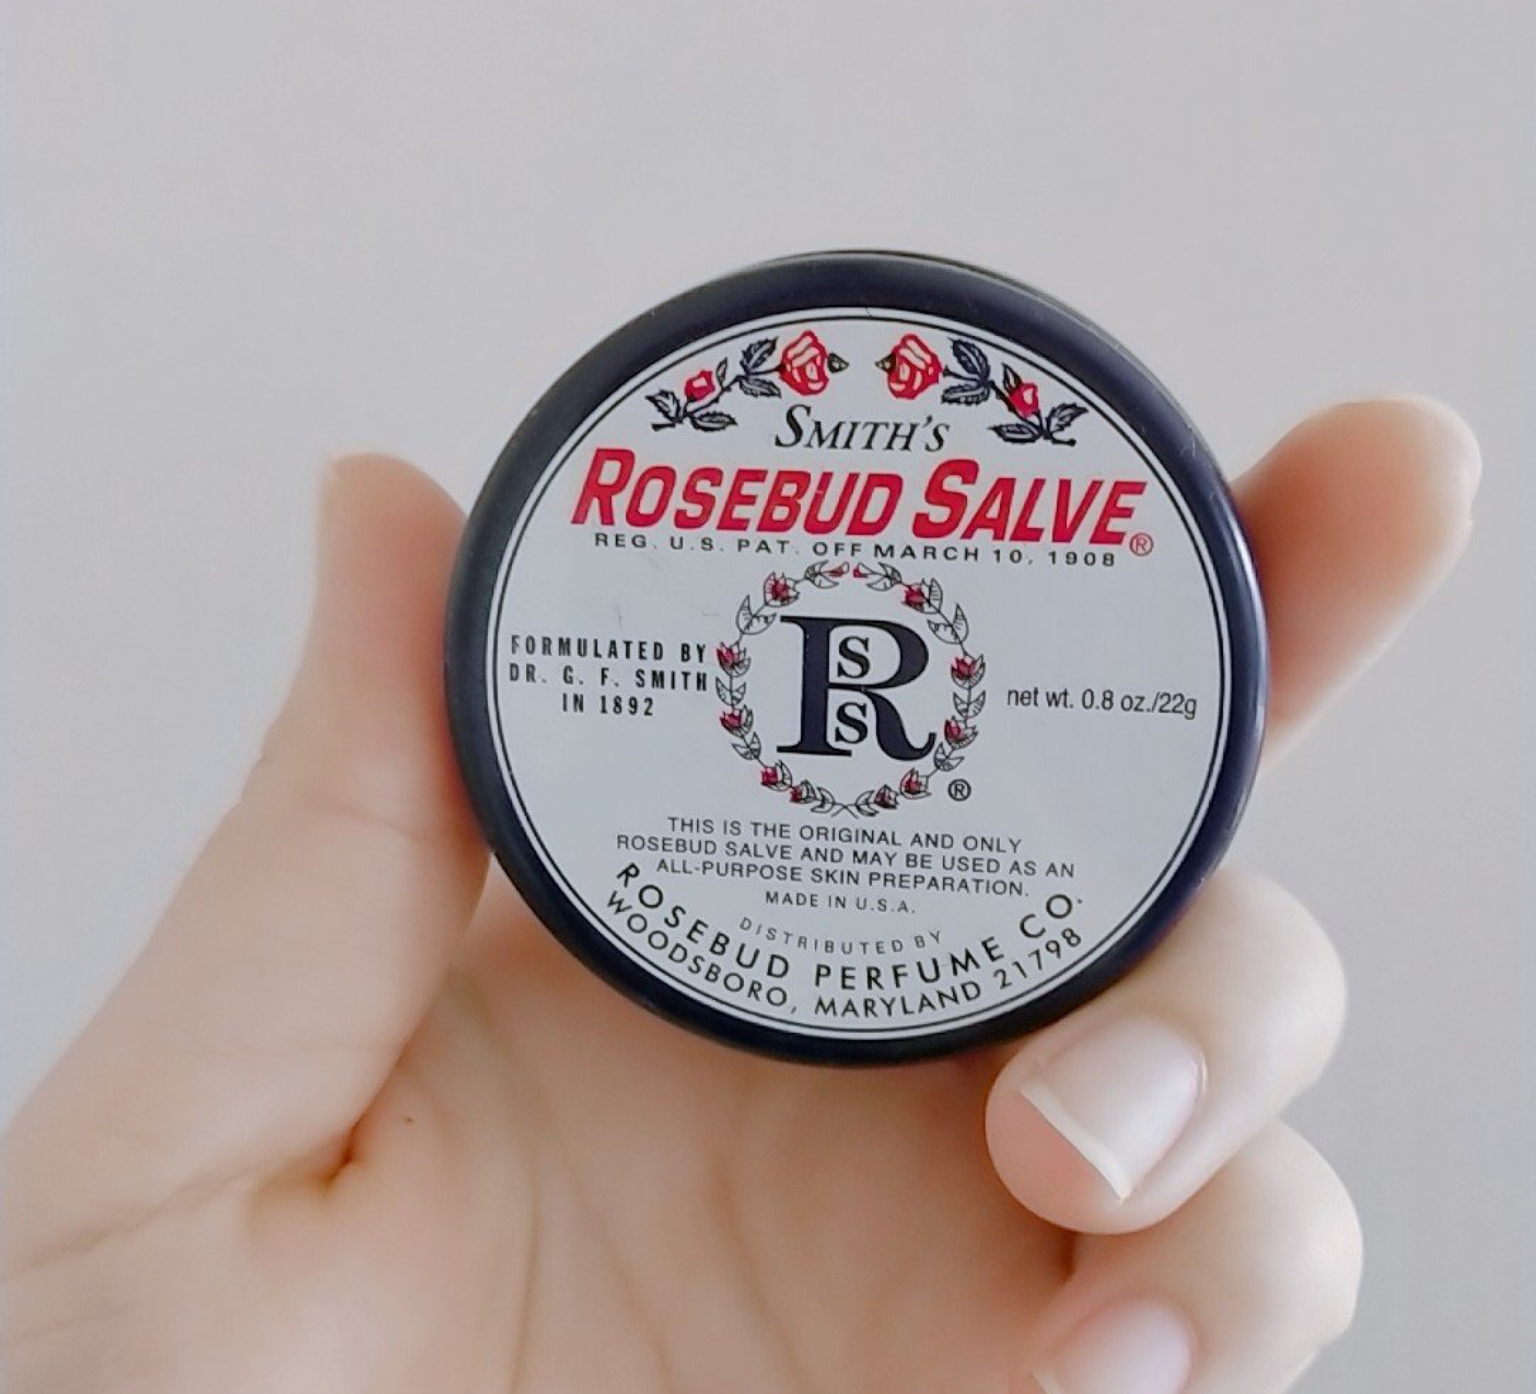 SMITH'S
ROSEBUD SALVE®
REG. U.S. PAT. OFF MARCH 10, 1908
FORMULATED BY
DR. G. F. SMITH
IN 1892
R
S
S
®
net wt. 0.8 oz./22g
THIS IS THE ORIGINAL AND ONLY
ROSEBUD SALVE AND MAY BE USED AS AN
ALL-PURPOSE SKIN PREPARATION.
MADE IN U.S.A.
DISTRIBUTED BY
ROSEBUD PERFUME CO.
WOODSBORO, MARYLAND 21798